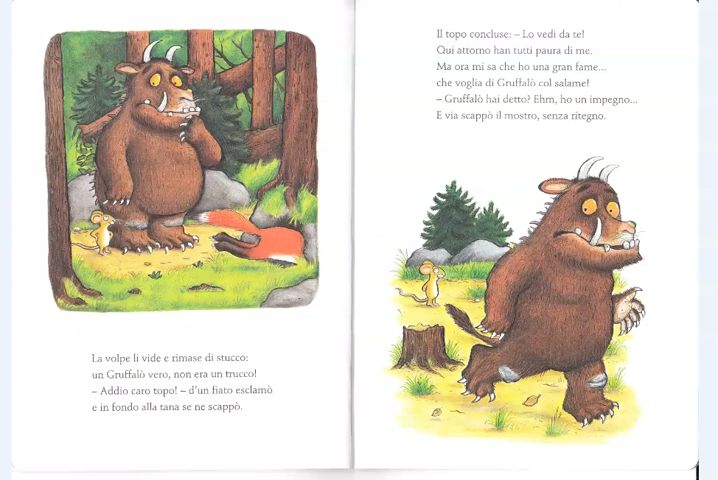 La volpe li vide e rimase di stucco:
un Gruffalò vero, non era un trucco!
– Addio caro topo! – d'un fiato esclamò
e in fondo alla tana se ne scappò.
Il topo concluse: – Lo vedi da te!
Qui attorno han tutti paura di me.
Ma ora mi sa che ho una gran fame...
che voglia di Gruffalò col salame!
– Gruffalò hai detto? Ehm, ho un impegno...
E via scappò il mostro, senza ritegno.